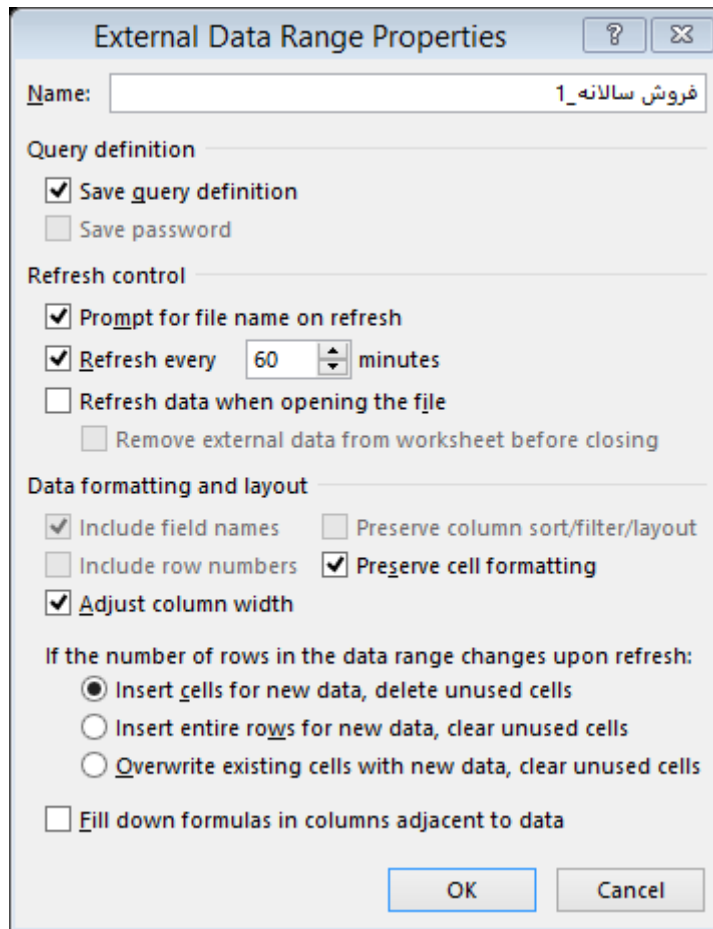 External Data Range Properties
Name: فروش سالانه_1
Query definition
Save query definition
Save password
Refresh control
Prompt for file name on refresh
Refresh every 60 minutes
Refresh data when opening the file
Remove external data from worksheet before closing
Data formatting and layout
Include field names Preserve column sort/filter/layout
Include row numbers Preserve cell formatting
Adjust column width
If the number of rows in the data range changes upon refresh:
Insert cells for new data, delete unused cells
Insert entire rows for new data, clear unused cells
Overwrite existing cells with new data, clear unused cells
Fill down formulas in columns adjacent to data
OK Cancel